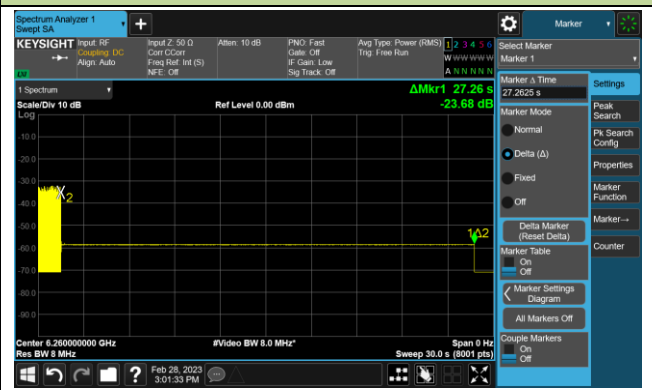 Spectrum Analyzer 1
Swept SA
Marker
KEYSIGHT
Input: RF
Coupling: DC
Align: Auto
Input Z: 50 Ω
Corr CCorr
Freq Ref: Int (S)
NFE: Off
Atten: 10 dB
PNO: Fast
Gate: Off
IF Gain: Low
Sig Track: Off
Avg Type: Power (RMS)
Trig: Free Run
1 2 3 4 5 6
W W W W W W
A N N N N N
Select Marker
Marker 1
1 Spectrum
ΔMkr1 27.26 s
Scale/Div 10 dB
Ref Level 0.00 dBm
-23.68 dB
Log
-10.0
-20.0
-30.0
-40.0
-50.0
-60.0
-70.0
-80.0
-90.0
2
1Δ2
Center 6.260000000 GHz
#Video BW 8.0 MHz*
Span 0 Hz
Res BW 8 MHz
Sweep 30.0 s (8001 pts)
Marker Δ Time
27.2625 s
Marker Mode
Normal
Delta (Δ)
Fixed
Off
Delta Marker
(Reset Delta)
Marker Table
On
Off
Marker Settings
Diagram
All Markers Off
Couple Markers
On
Off
Settings
Peak
Search
Pk Search
Config
Properties
Marker
Function
Marker→
Counter
?
Feb 28, 2023
3:01:33 PM